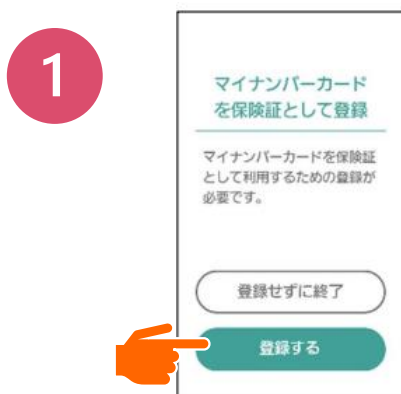 1
マイナンバーカード
を保険証として登録
マイナンバーカードを保険証
として利用するための登録が
必要です。
登録せずに終了
登録する